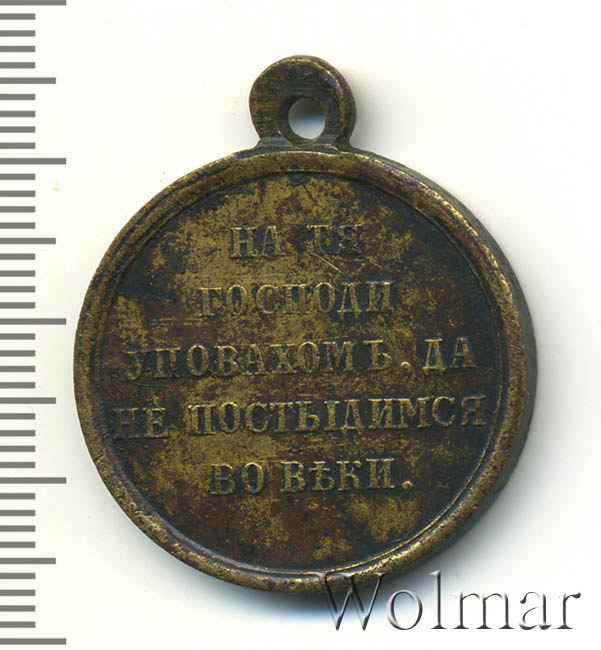 НА ТЯ
ГОСПОДИ
УПОВАХОМЪ, ДА
НЕ ПОСТЫДИМСЯ
ВО ВѢКИ.
Wolmar